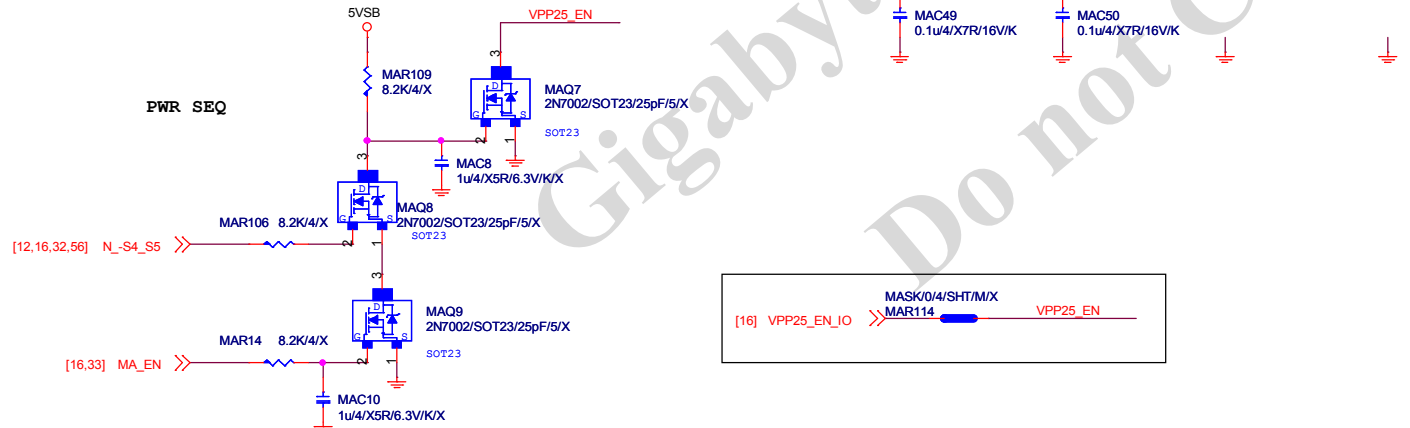 5VSB
VPP25_EN
MAC49
0.1u/4/X7R/16V/K
MAC50
0.1u/4/X7R/16V/K
MAR109
8.2K/4/X
3
D
MAQ7
2N7002/SOT23/25pF/5/X
PWR SEQ
G
S
SOT23
2
1
3
MAC8
1u/4/X5R/6.3V/K/X
D
MAQ8
2N7002/SOT23/25pF/5/X
G
S
SOT23
MAR106 8.2K/4/X
2
1
[12,16,32,56] N_-S4_S5
3
D
MAQ9
2N7002/SOT23/25pF/5/X
G
S
SOT23
MAR14 8.2K/4/X
2
1
[16,33] MA_EN
MAC10
1u/4/X5R/6.3V/K/X
MASK/0/4/SHT/M/X
MAR114
[16] VPP25_EN_IO
VPP25_EN
Gigaby
Do not C